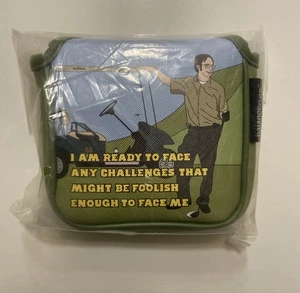 I AM READY TO FACE
ANY CHALLENGES THAT
MIGHT BE FOOLISH
ENOUGH TO FACE ME